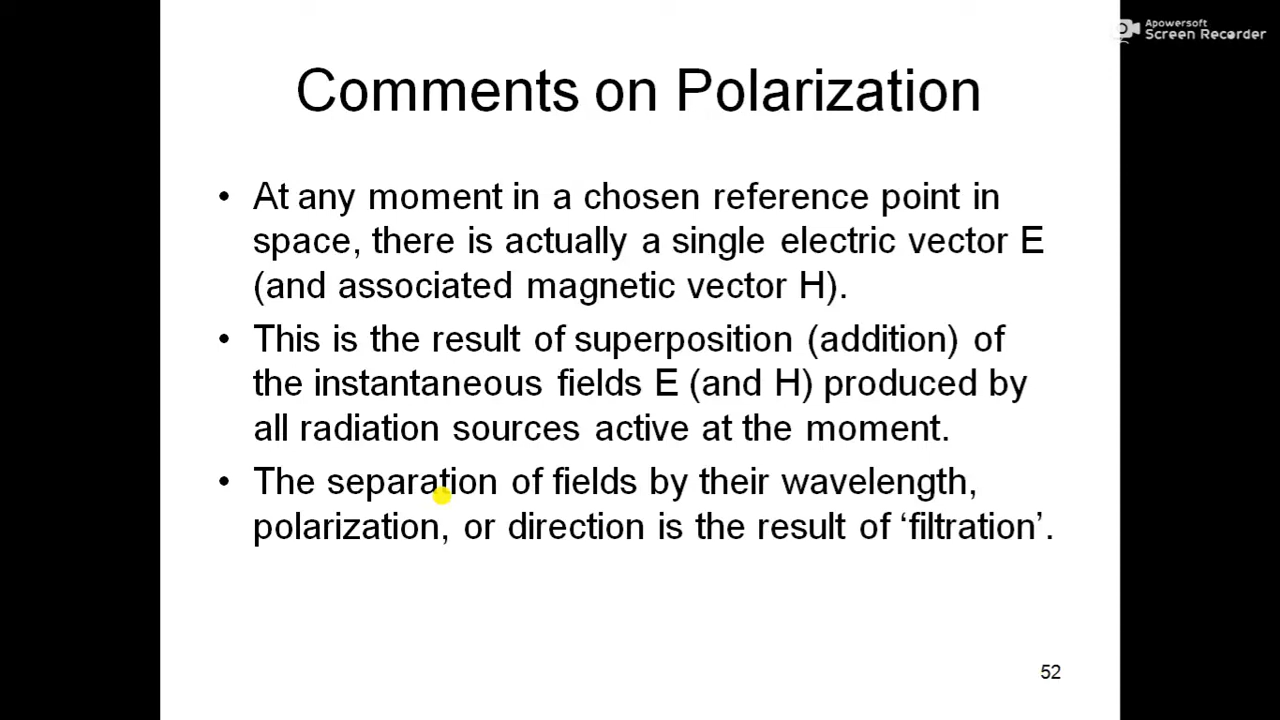 Apowersoft
Screen Recorder
Comments on Polarization
• At any moment in a chosen reference point in
space, there is actually a single electric vector E
(and associated magnetic vector H).
• This is the result of superposition (addition) of
the instantaneous fields E (and H) produced by
all radiation sources active at the moment.
• The separation of fields by their wavelength,
polarization, or direction is the result of ‘filtration’.
52